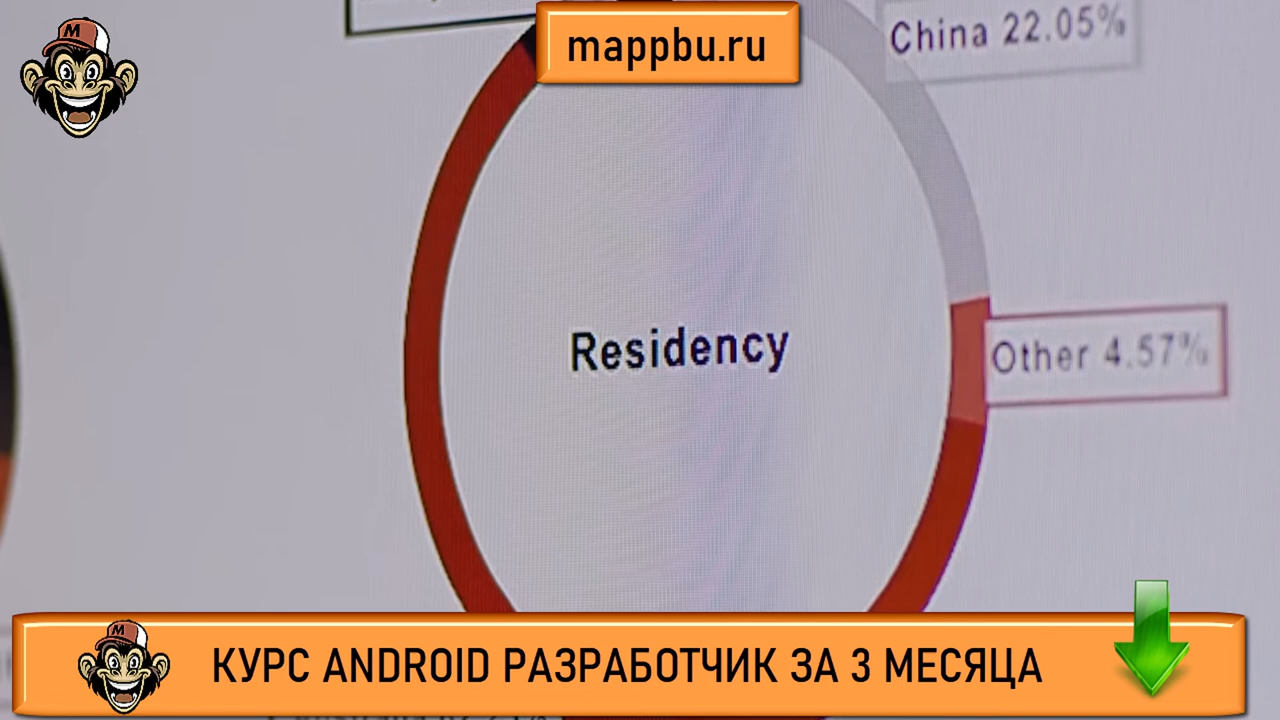 mappbu.ru
China 22.05%
Residency
Other 4.57%
КУРС ANDROID РАЗРАБОТЧИК ЗА 3 МЕСЯЦА